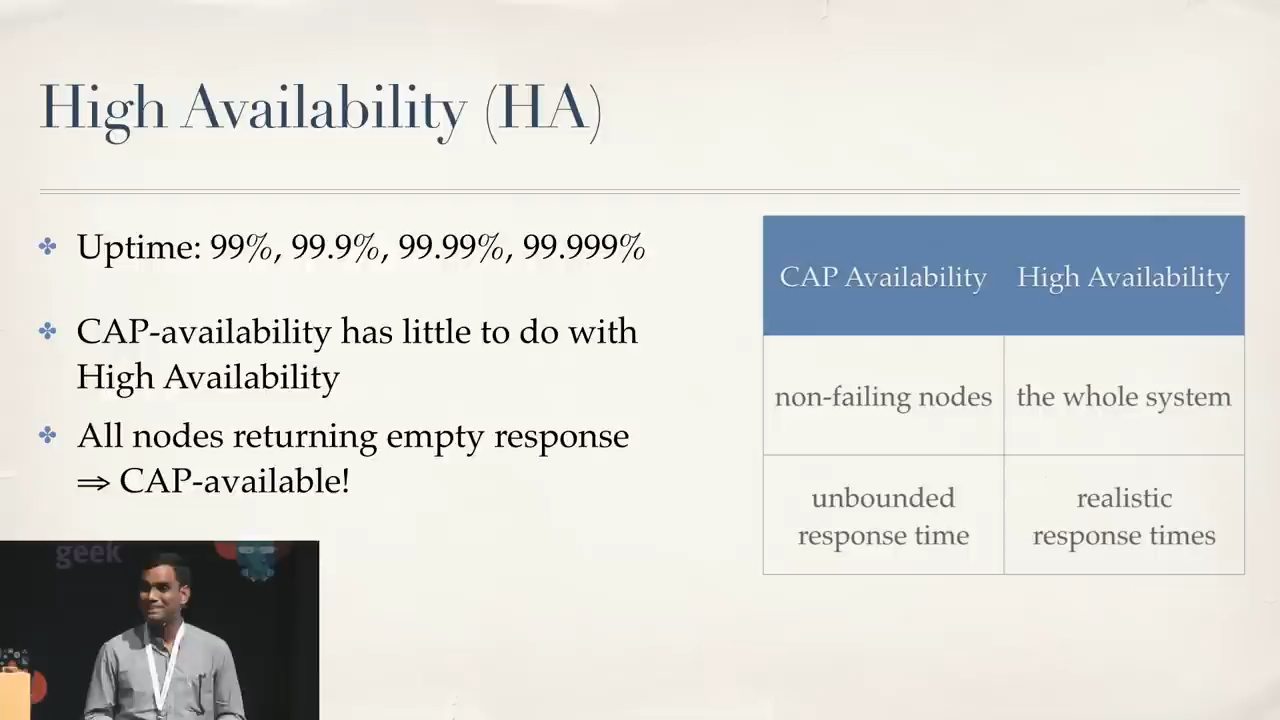 High Availability (HA)
Uptime: 99%, 99.9%, 99.99%, 99.999%
CAP-availability has little to do with
High Availability
All nodes returning empty response
⇒ CAP-available!
CAP Availability High Availability
non-failing nodes the whole system
unbounded realistic
response time response times
geek